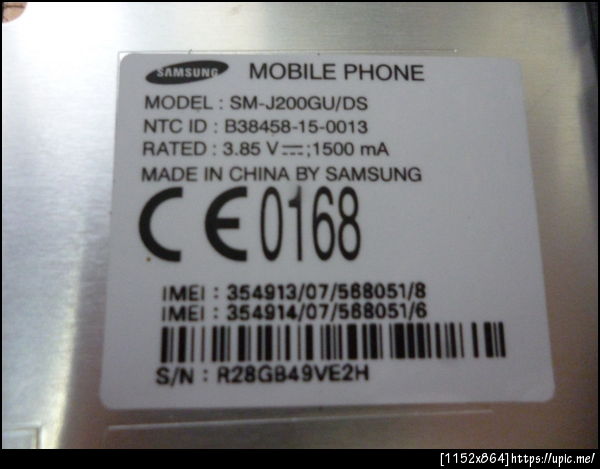 SAMSUNG MOBILE PHONE
MODEL : SM-J200GU/DS
NTC ID : B38458-15-0013
RATED : 3.85 V⎓;1500 mA
MADE IN CHINA BY SAMSUNG
CE0168
IMEI : 354913/07/568051/8
IMEI : 354914/07/568051/6
S/N : R28GB49VE2H
[1152x864]https://upic.me/